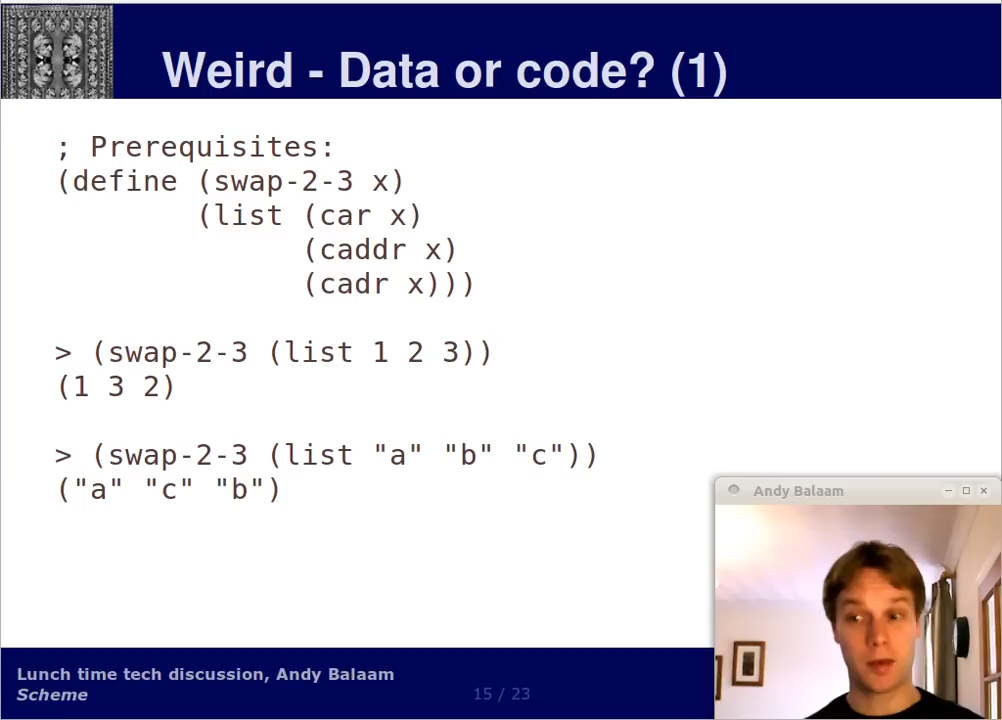 Weird - Data or code? (1)
; Prerequisites:
(define (swap-2-3 x)
(list (car x)
(caddr x)
(cadr x)))
> (swap-2-3 (list 1 2 3))
(1 3 2)
> (swap-2-3 (list "a" "b" "c"))
("a" "c" "b")
Andy Balaam
Lunch time tech discussion, Andy Balaam
Scheme
15 / 23